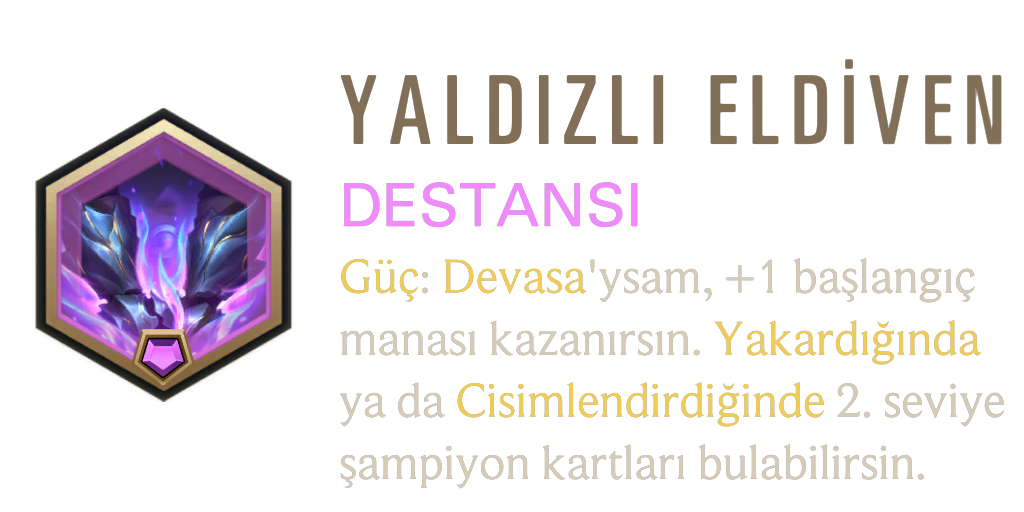 YALDIZLI ELDİVEN
DESTANSI
Güç: Devasa'ysam, +1 başlangıç
manası kazanırsın. Yakardığında
ya da Cisimlendirdiğinde 2. seviye
şampiyon kartları bulabilirsin.